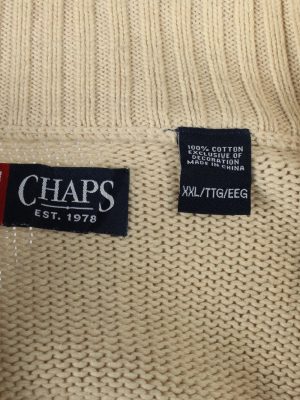 CHAPS
EST. 1978
100% COTTON
EXCLUSIVE OF
DECORATION
MADE IN CHINA
XXL/TTG/EEG